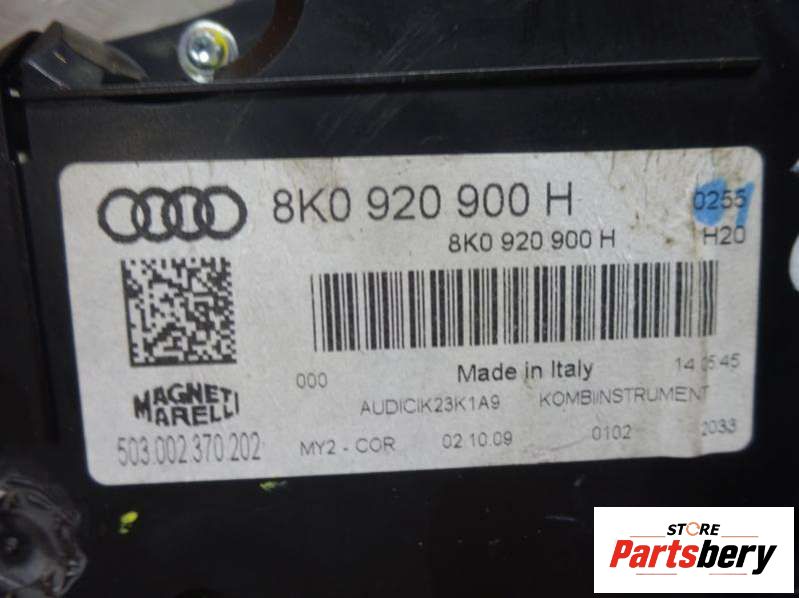 8K0 920 900 H 0255
8K0 920 900 H H20
000 Made in Italy 14 05 45
MAGNETI
MARELLI
AUDICIK23K1A9 KOMBIINSTRUMENT
503.002.370.202 MY2 - COR 02.10.09 0102 2033
STORE
Partsbery